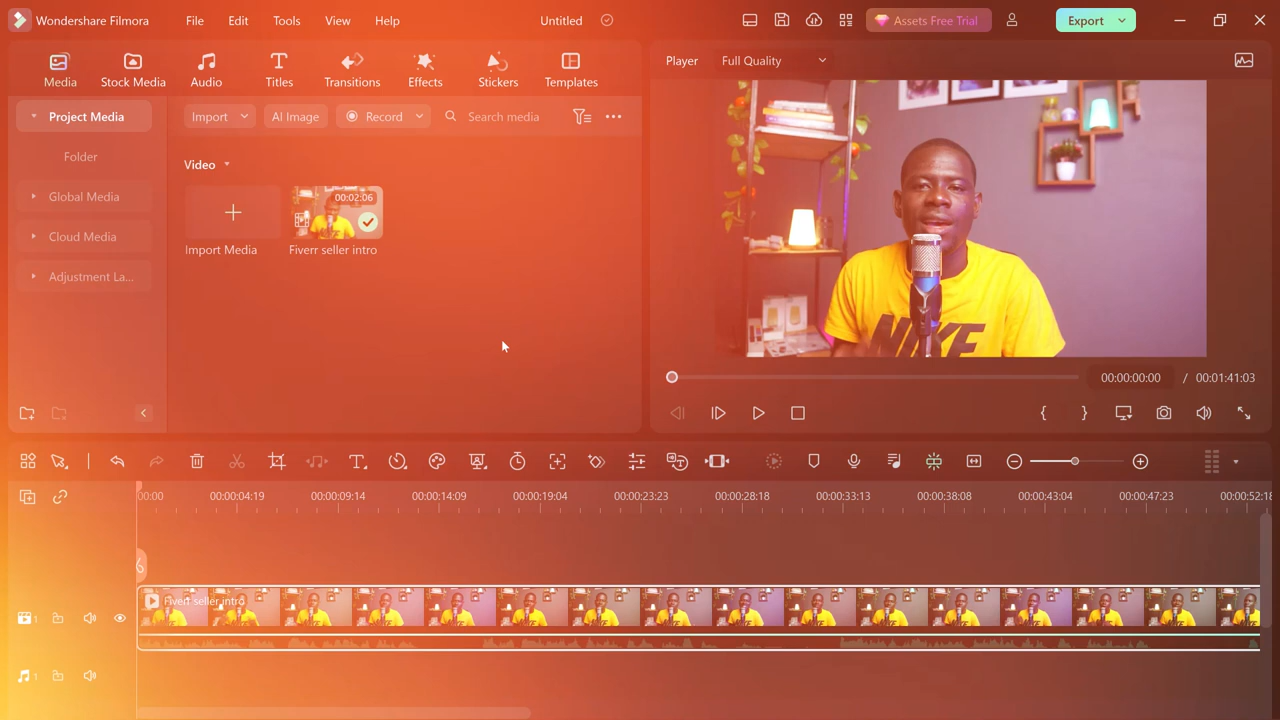 Wondershare Filmora File Edit Tools View Help Untitled Assets Free Trial Export
Media Stock Media Audio Titles Transitions Effects Stickers Templates
Player Full Quality
Project Media
Import AI Image Record Search media
Folder
Video
Global Media
00:02:06
Cloud Media
Import Media Fiverr seller intro
Adjustment La...
NIKE
00:00:00:00 / 00:01:41:03
00:00 00:00:04:19 00:00:09:14 00:00:14:09 00:00:19:04 00:00:23:23 00:00:28:18 00:00:33:13 00:00:38:08 00:00:43:04 00:00:47:23 00:00:52:18
Fiverr seller intro
1
1